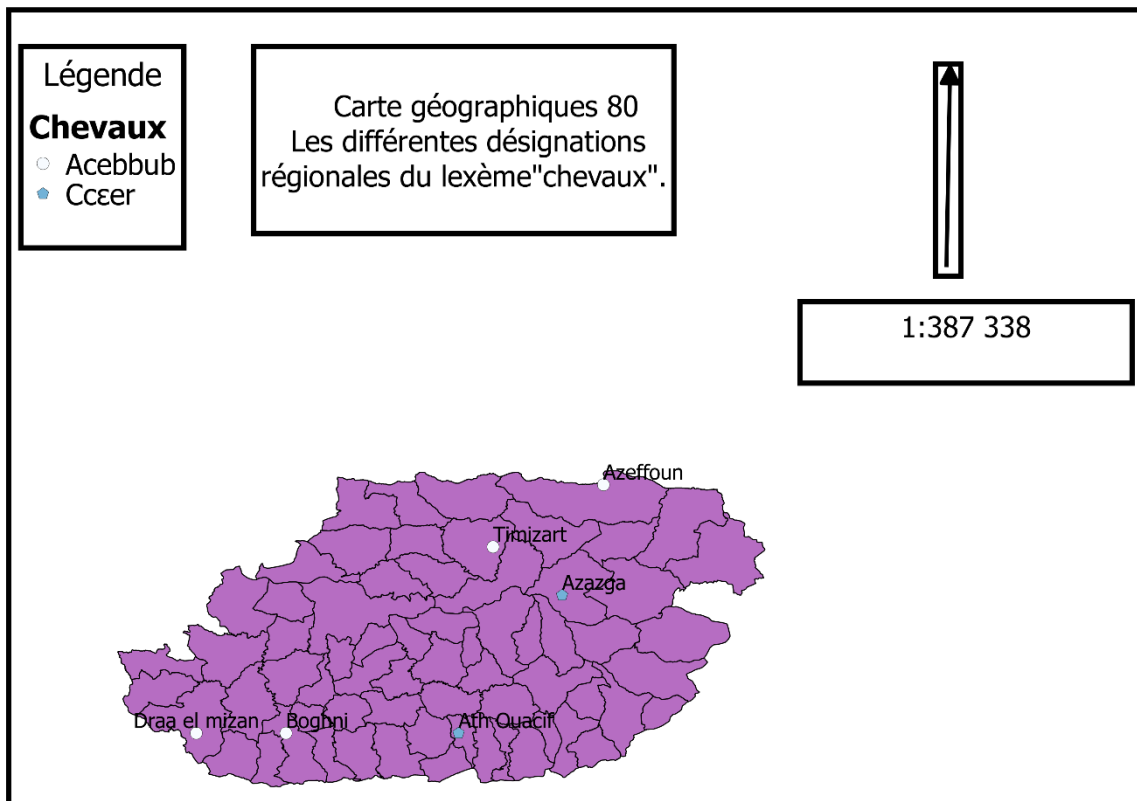 Légende
Chevaux
Acebbub
Ccεer
Carte géographiques 80
Les différentes désignations
régionales du lexème"chevaux".
1:387 338
Azeffoun
Timizart
Azazga
Draa el mizan
Boghni
Ath Ouacif